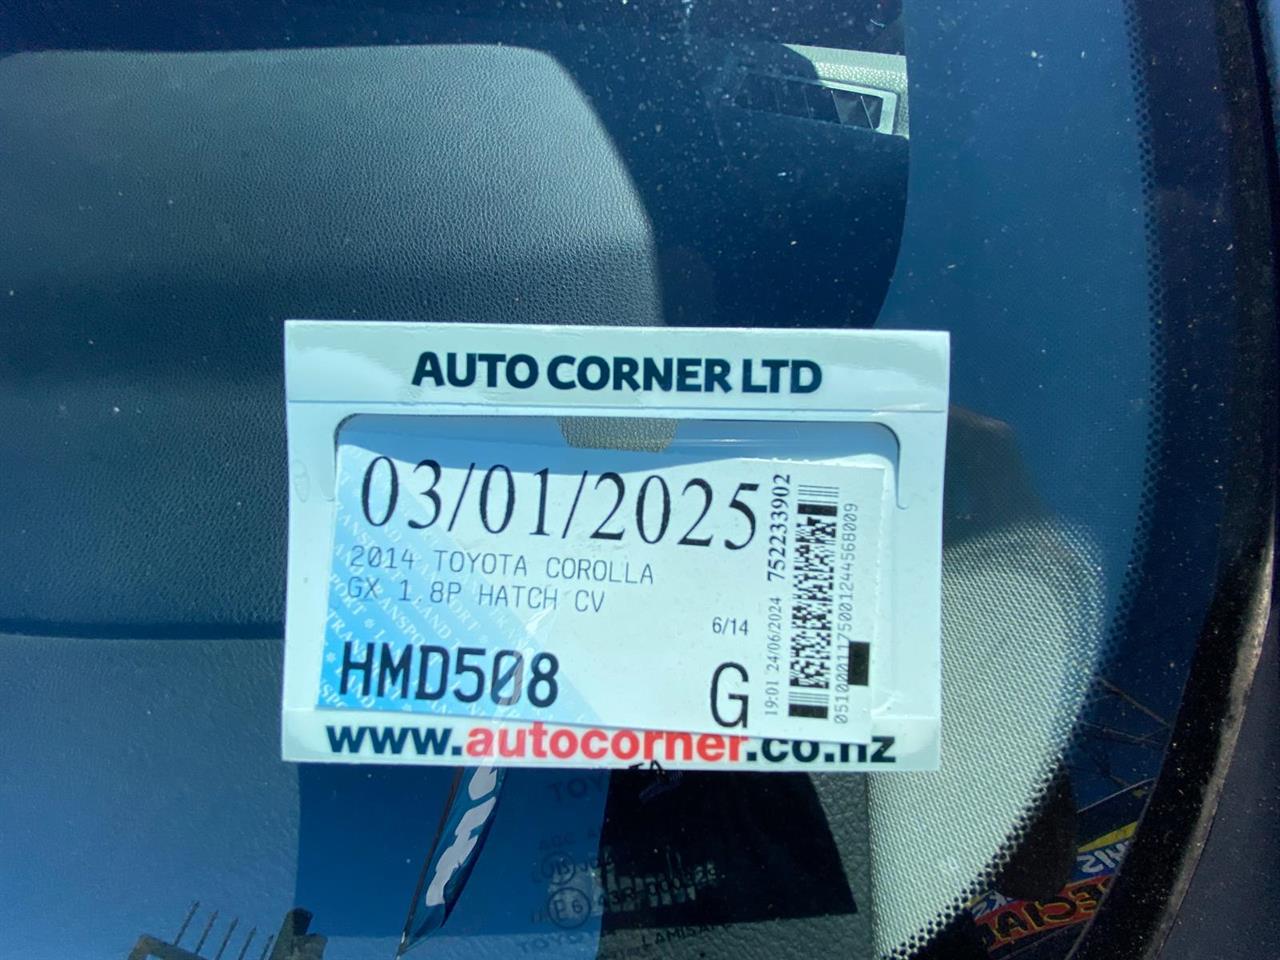 AUTO CORNER LTD
03/01/2025
2014 TOYOTA COROLLA
GX 1.8P HATCH CV
6/14
HMD508
G
19:01 24/06/2024 752233902
0510001175001244568009
www.autocorner.co.nz